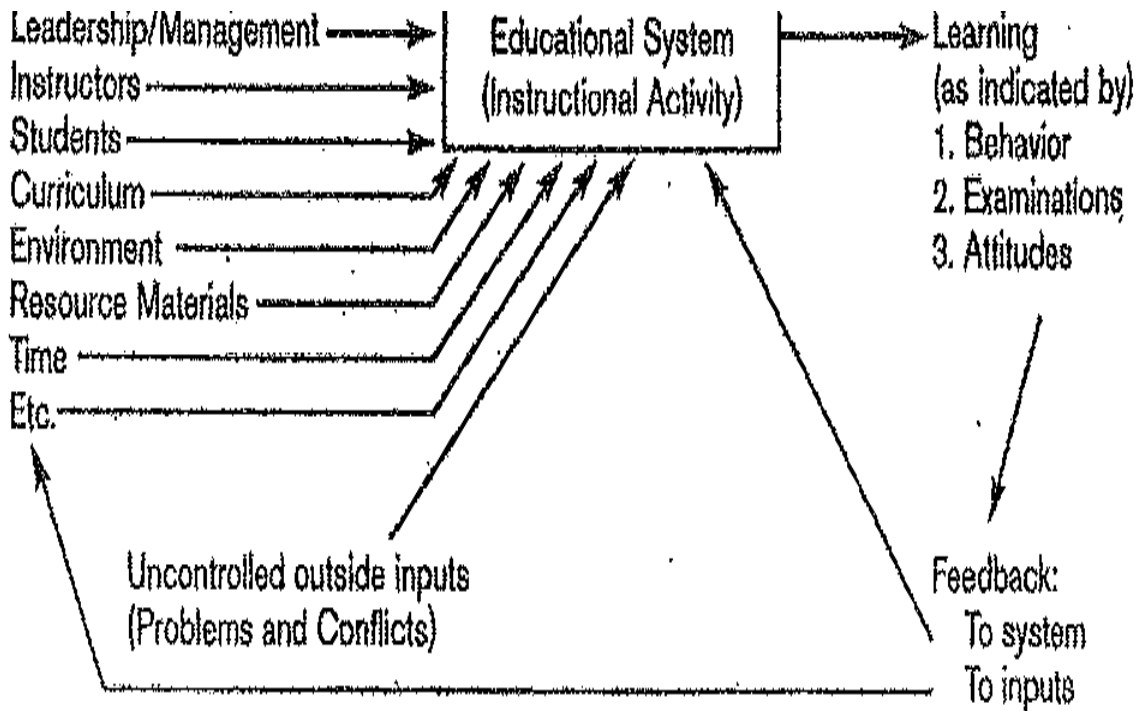 Leadership/Management
Instructors
Students
Curriculum
Environment
Resource Materials
Time
Etc.
Educational System
(Instructional Activity)
Learning
(as indicated by)
1. Behavior
2. Examinations
3. Attitudes
Uncontrolled outside inputs
(Problems and Conflicts)
Feedback:
To system
To inputs